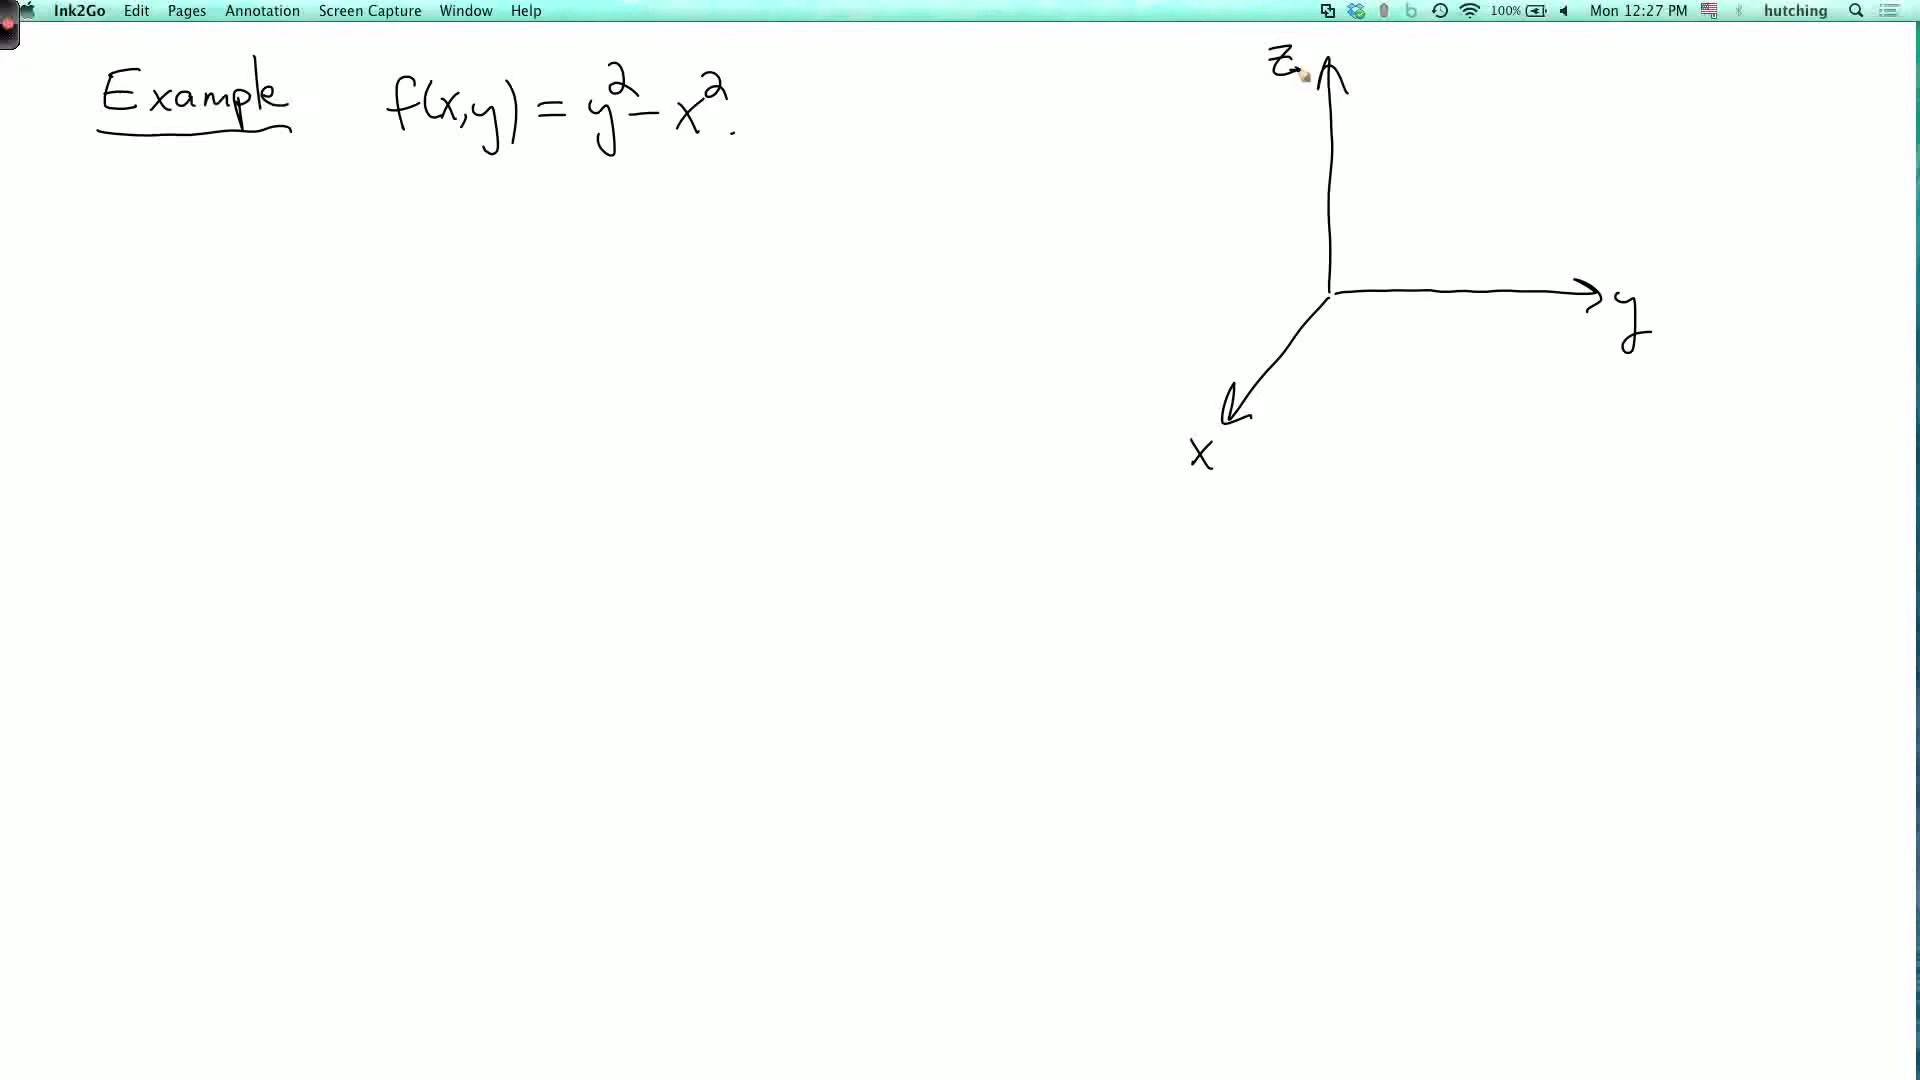 Ink2Go Edit Pages Annotation Screen Capture Window Help 100% Mon 12:27 PM hutching
Example f(x,y) = y² - x².
z
y
x